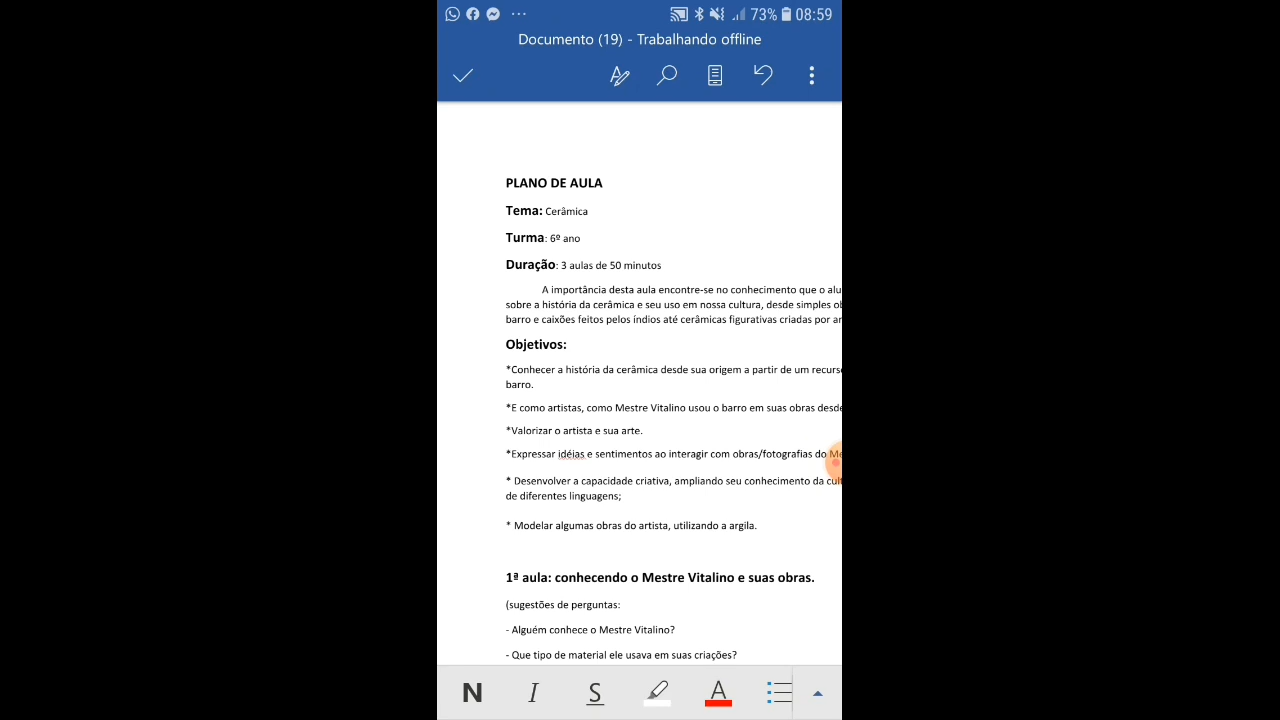 73% 08:59
Documento (19) - Trabalhando offline
PLANO DE AULA
Tema: Cerâmica
Turma: 6º ano
Duração: 3 aulas de 50 minutos
A importância desta aula encontre-se no conhecimento que o alu
sobre a história da cerâmica e seu uso em nossa cultura, desde simples ob
barro e caixões feitos pelos índios até cerâmicas figurativas criadas por ar
Objetivos:
*Conhecer a história da cerâmica desde sua origem a partir de um recurs
barro.
*E como artistas, como Mestre Vitalino usou o barro em suas obras desde
*Valorizar o artista e sua arte.
*Expressar idéias e sentimentos ao interagir com obras/fotografias do Me
* Desenvolver a capacidade criativa, ampliando seu conhecimento da cult
de diferentes linguagens;
* Modelar algumas obras do artista, utilizando a argila.
1ª aula: conhecendo o Mestre Vitalino e suas obras.
(sugestões de perguntas:
- Alguém conhece o Mestre Vitalino?
- Que tipo de material ele usava em suas criações?
N I S A